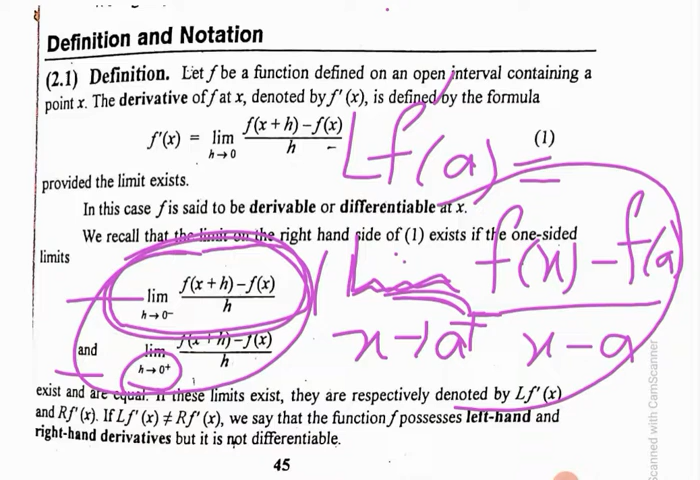 Definition and Notation
(2.1) Definition. Let f be a function defined on an open interval containing a
point x. The derivative of f at x, denoted by f′(x), is defined by the formula
f′(x) = lim h→0 f(x + h) – f(x) / h (1)
L f′(a) =
provided the limit exists.
In this case f is said to be derivable or differentiable at x.
We recall that the limit on the right hand side of (1) exists if the one-sided
limits
lim h→0– f(x + h) – f(x) / h
lim x→a f(x) – f(a) / x – a
and lim h→0+ f(x + h) – f(x) / h
exist and are equal. If these limits exist, they are respectively denoted by Lf′(x)
and Rf′(x). If Lf′(x) ≠ Rf′(x), we say that the function f possesses left-hand and
right-hand derivatives but it is not differentiable.
45
Scanned with CamScanner